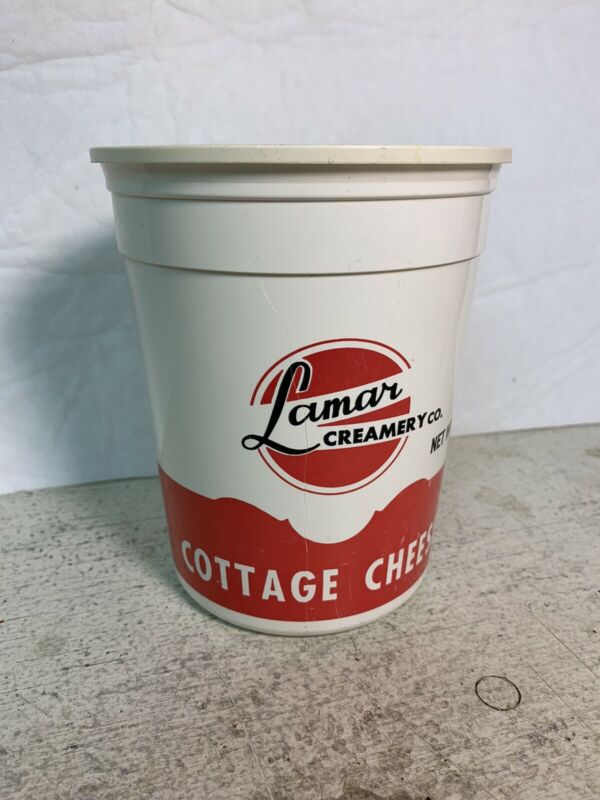 Lamar
CREAMERY CO.
NET
COTTAGE CHEES